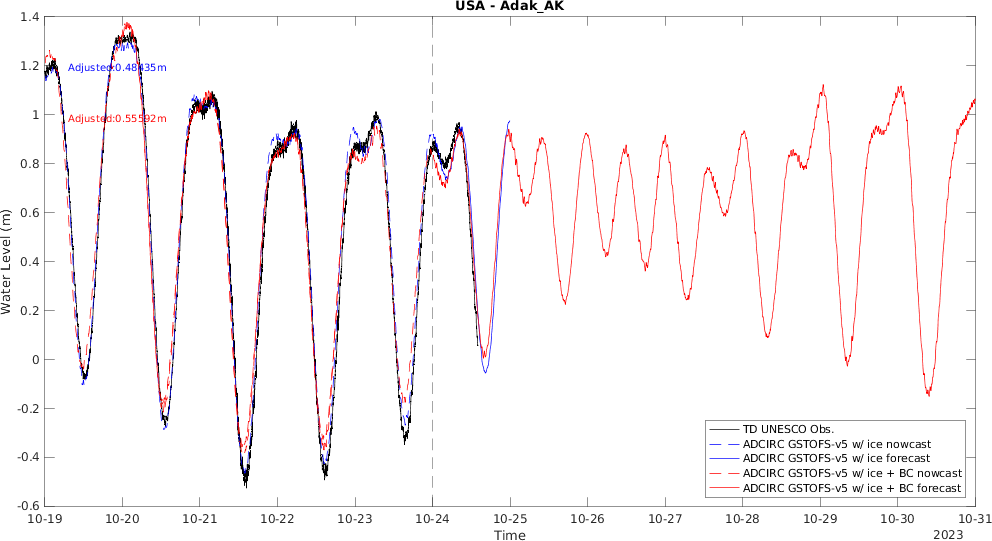 USA - Adak_AK
1.4
1.2
1
0.8
0.6
0.4
0.2
0
-0.2
-0.4
-0.6
Water Level (m)
Adjusted:0.48435m
Adjusted:0.55592m
TD UNESCO Obs.
ADCIRC GSTOFS-v5 w/ ice nowcast
ADCIRC GSTOFS-v5 w/ ice forecast
ADCIRC GSTOFS-v5 w/ ice + BC nowcast
ADCIRC GSTOFS-v5 w/ ice + BC forecast
10-19 10-20 10-21 10-22 10-23 10-24 10-25 10-26 10-27 10-28 10-29 10-30 10-31
Time
2023